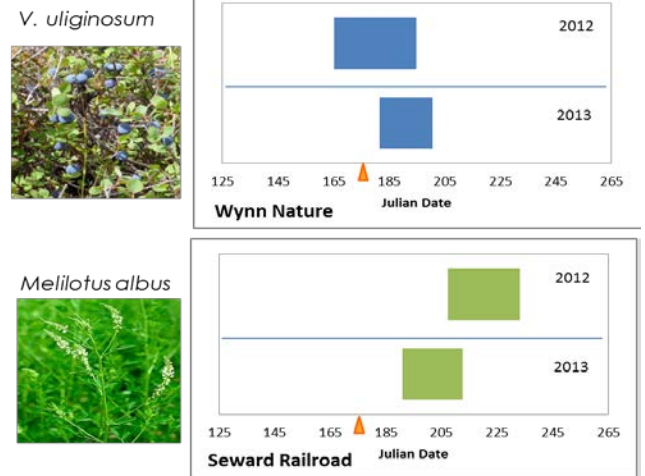 V. uliginosum
2012
2013
125 145 165 185 205 225 245 265
Julian Date
Wynn Nature
Melilotus albus
2012
2013
125 145 165 185 205 225 245 265
Julian Date
Seward Railroad